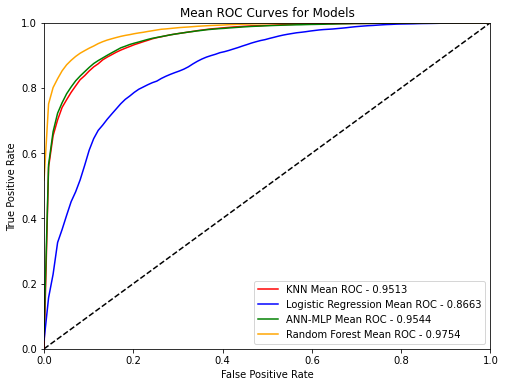 Mean ROC Curves for Models
True Positive Rate
1.0
0.8
0.6
0.4
0.2
0.0
0.0 0.2 0.4 0.6 0.8 1.0
False Positive Rate
KNN Mean ROC - 0.9513
Logistic Regression Mean ROC - 0.8663
ANN-MLP Mean ROC - 0.9544
Random Forest Mean ROC - 0.9754